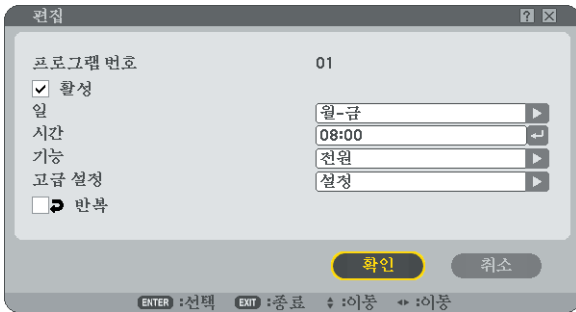 편집
프로그램 번호 01
활성
일 월-금
시간 08:00
기능 전원
고급 설정 설정
반복
확인 취소
ENTER :선택 EXIT :종료 :이동 :이동